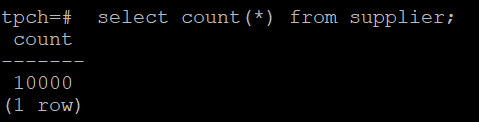 tpch=#  select count(*) from supplier;
 count
-------
 10000
(1 row)